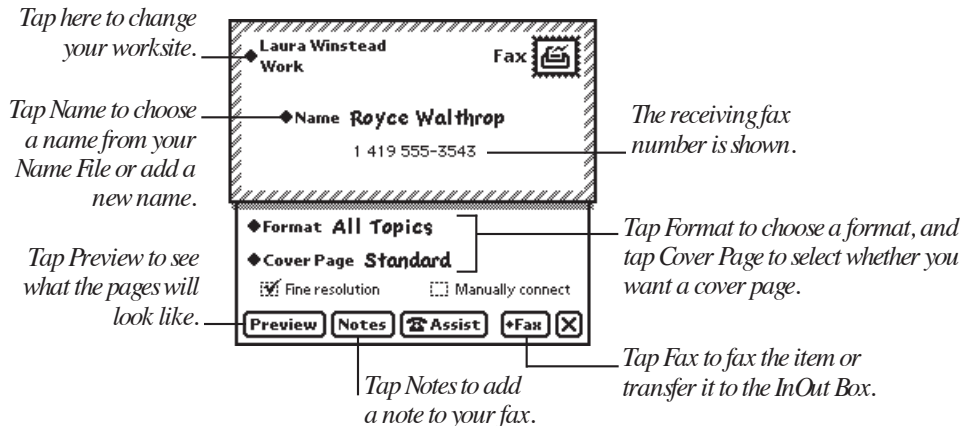 Tap here to change
your worksite.
Laura Winstead
Work
Fax
Tap Name to choose
a name from your
Name File or add a
new name.
◆Name Royce Walthrop
1 419 555-3543
The receiving fax
number is shown.
◆Format All Topics
◆Cover Page Standard
Tap Format to choose a format, and
tap Cover Page to select whether you
want a cover page.
Fine resolution
Manually connect
Tap Preview to see
what the pages will
look like.
Preview Notes Assist ◆Fax X
Tap Notes to add
a note to your fax.
Tap Fax to fax the item or
transfer it to the InOut Box.